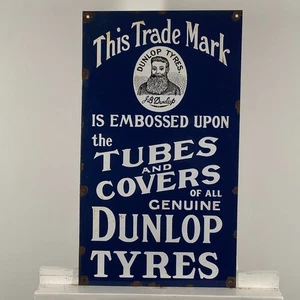 This Trade Mark
DUNLOP TYRES
J.B Dunlop
IS EMBOSSED UPON
the
TUBES
AND
COVERS
OF ALL
GENUINE
DUNLOP
TYRES